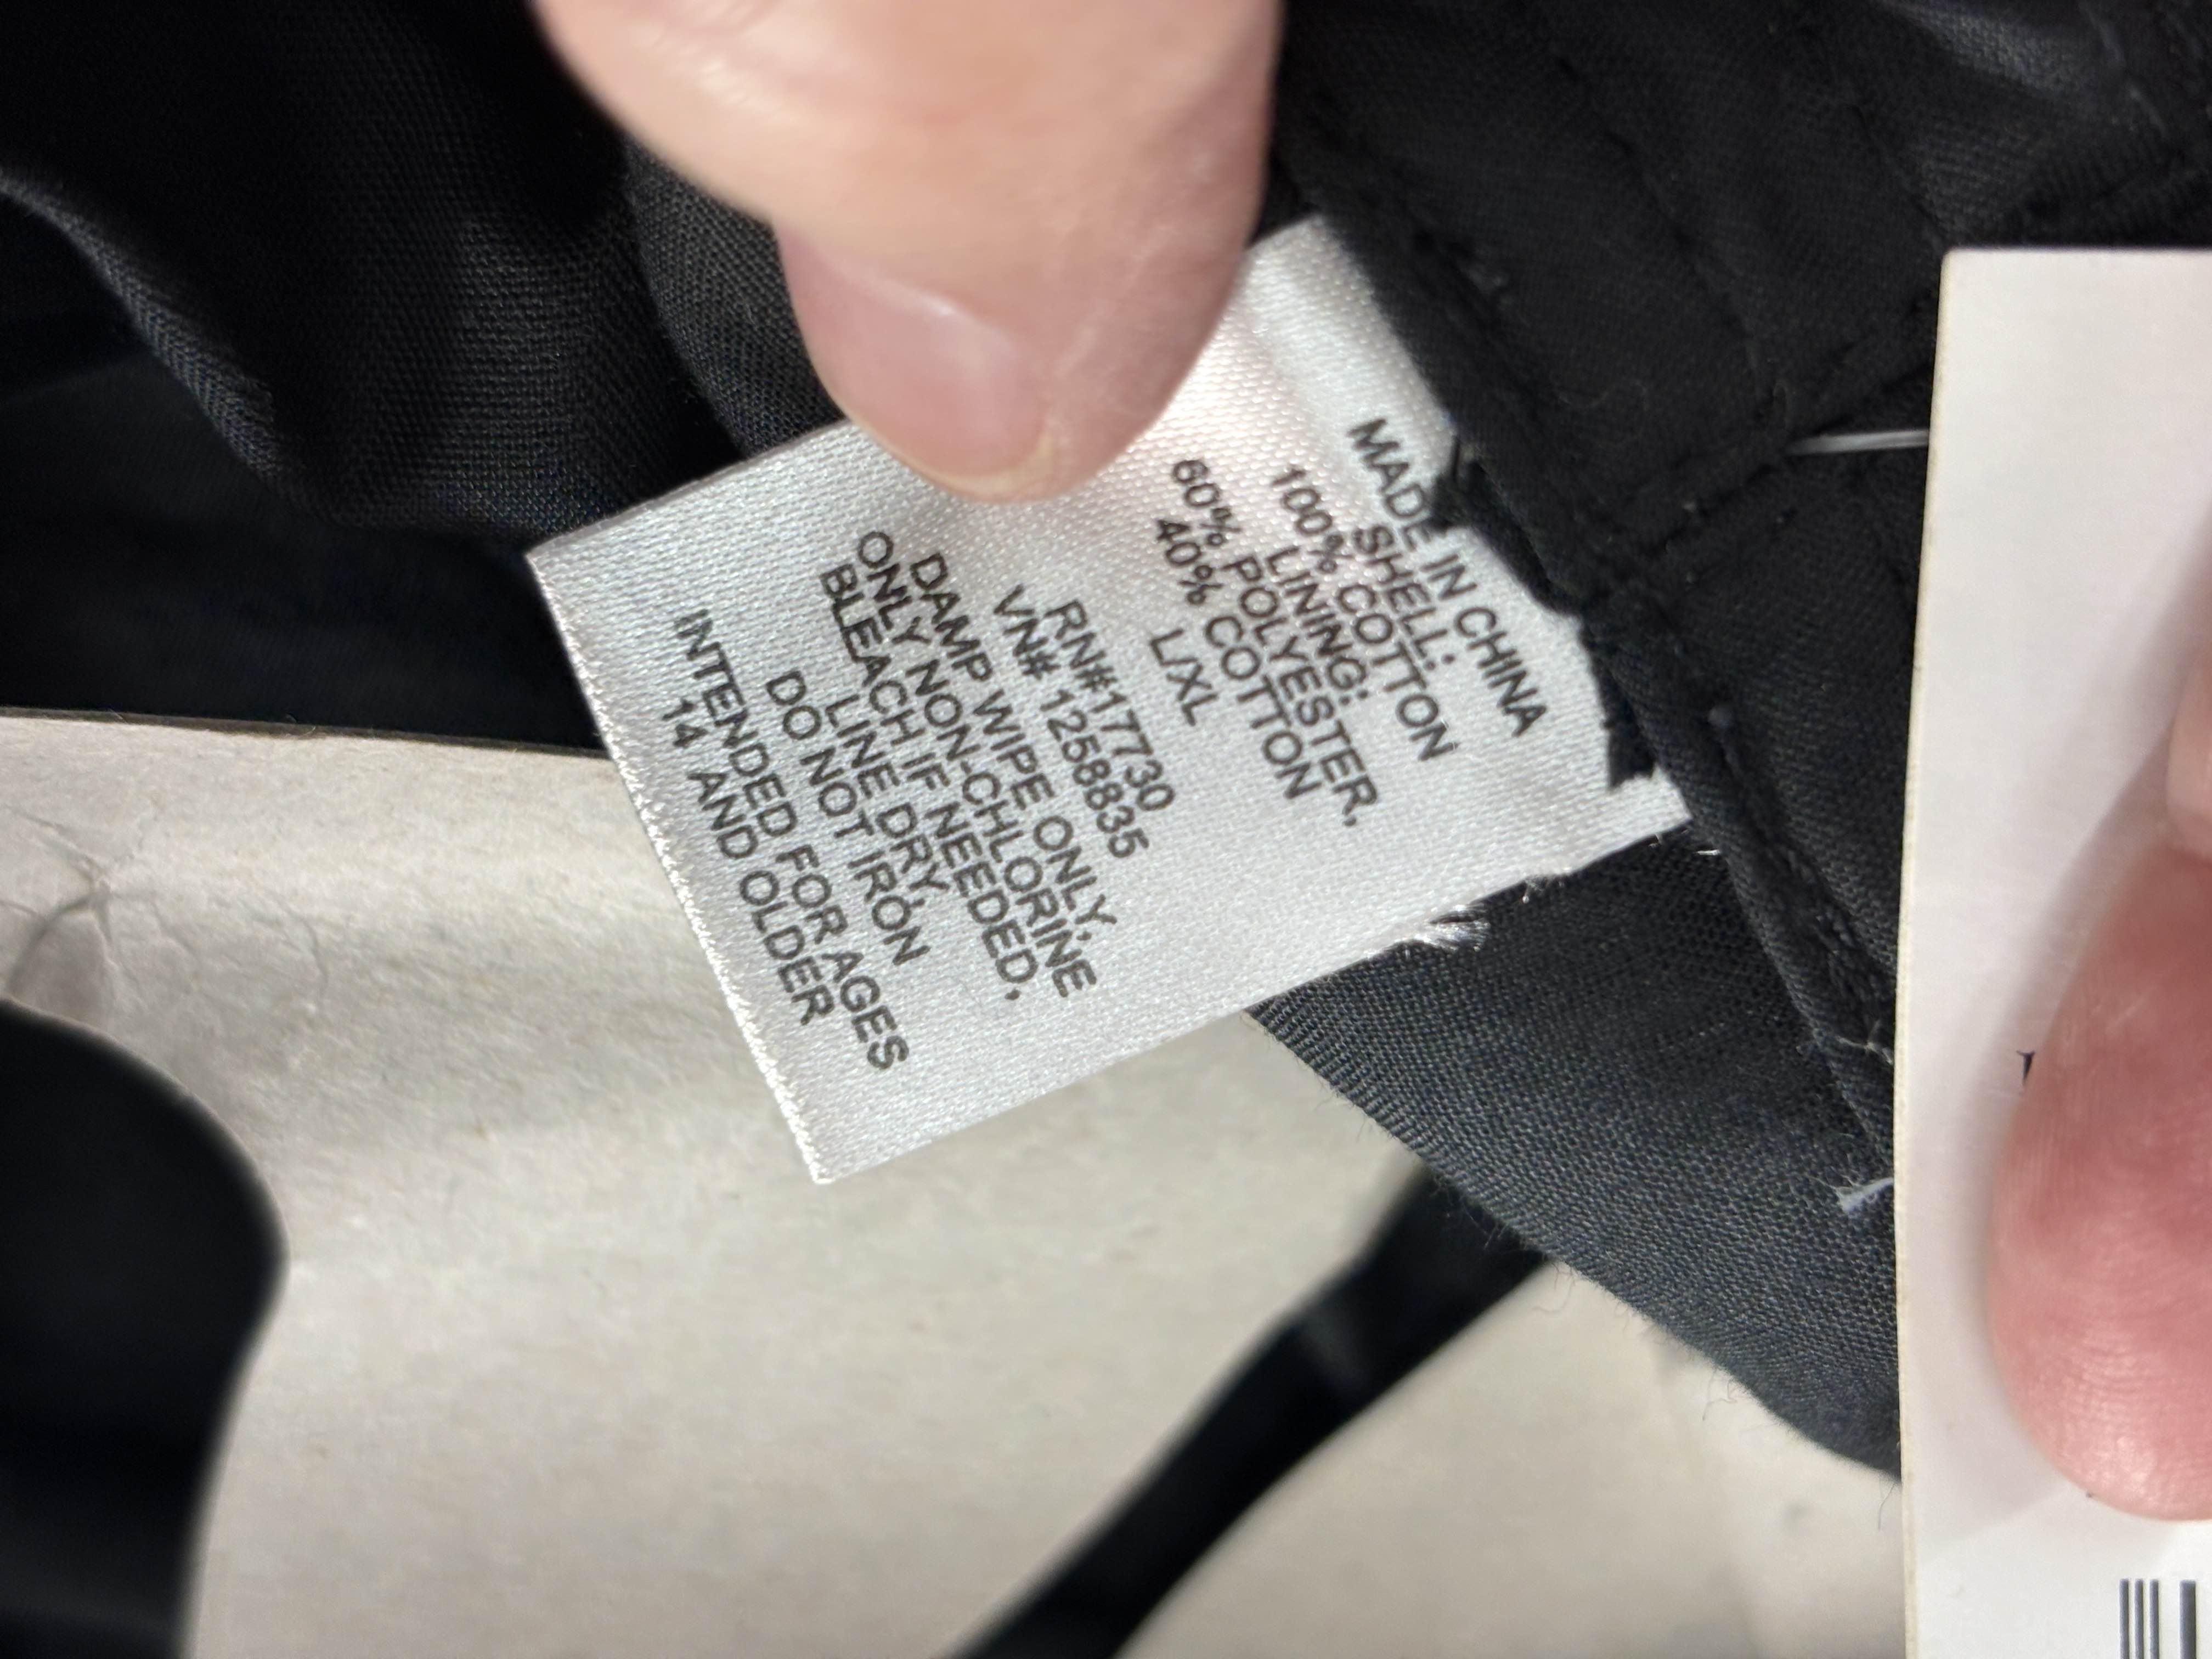 MADE IN CHINA
SHELL:
100% COTTON
LINING:
60% POLYESTER,
40% COTTON
L/XL
RN#17730
VN# 1258835
DAMP WIPE ONLY.
ONLY NON-CHLORINE
BLEACH IF NEEDED.
LINE DRY.
DO NOT IRON
INTENDED FOR AGES
14 AND OLDER